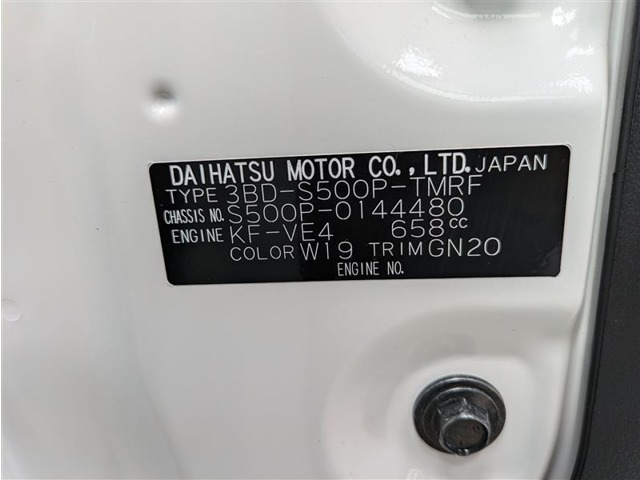 DAIHATSU MOTOR CO.,LTD. JAPAN
TYPE 3BD-S500P-TMRF
CHASSIS NO. S500P-0144480
ENGINE KF-VE4 658cc
COLOR W19 TRIM GN20
ENGINE NO.